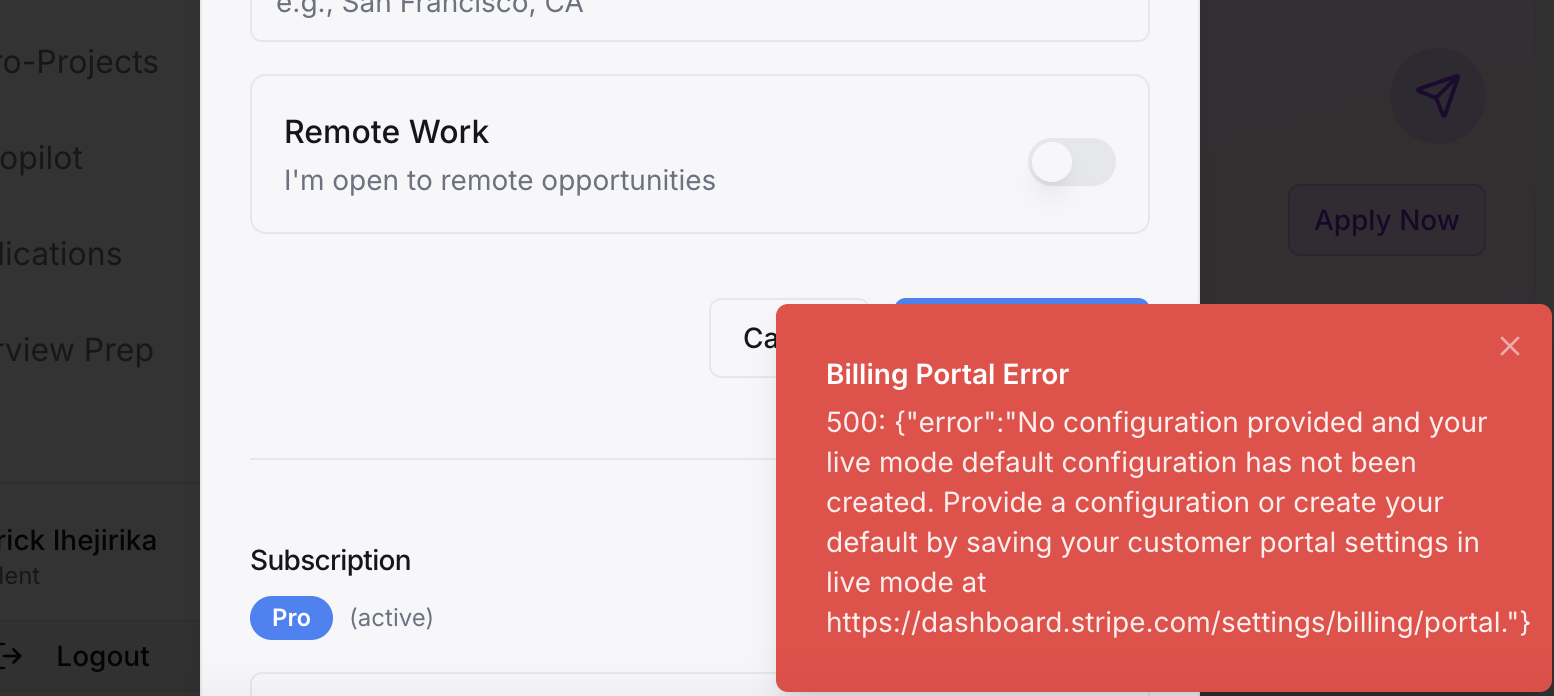 e.g., San Francisco, CA
ro-Projects
Remote Work
I'm open to remote opportunities
opilot
Apply Now
lications
rview Prep
Ca
Billing Portal Error
500: {"error":"No configuration provided and your
live mode default configuration has not been
created. Provide a configuration or create your
default by saving your customer portal settings in
live mode at
https://dashboard.stripe.com/settings/billing/portal."}
rick Ihejirika
lent
Subscription
Pro (active)
Logout